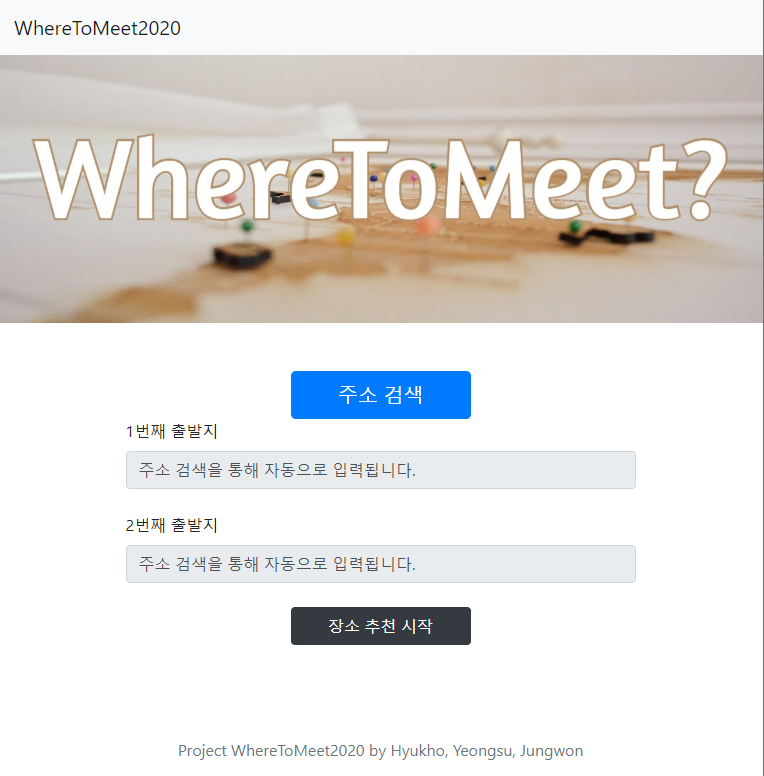 WhereToMeet2020
WhereToMeet?
주소 검색
1번째 출발지
주소 검색을 통해 자동으로 입력됩니다.
2번째 출발지
주소 검색을 통해 자동으로 입력됩니다.
장소 추천 시작
Project WhereToMeet2020 by Hyukho, Yeongsu, Jungwon